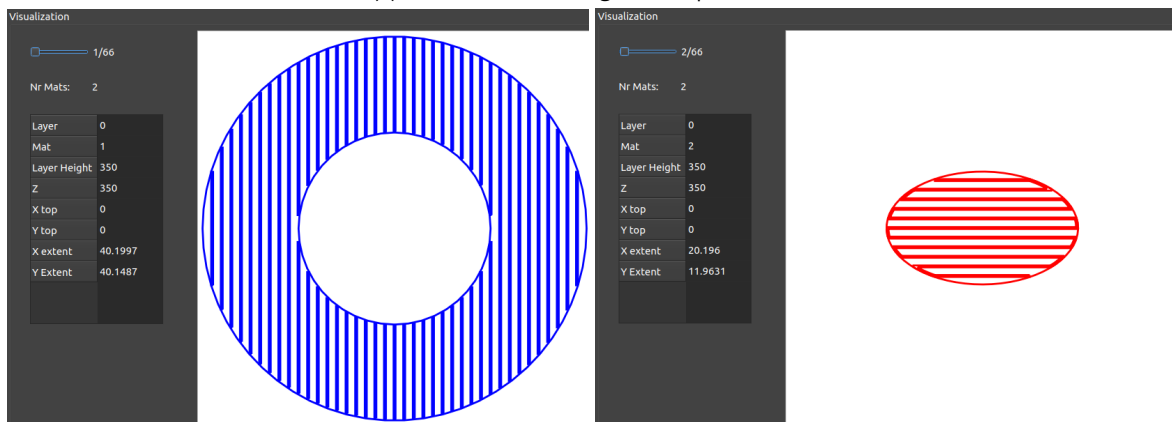 Visualization
1/66
Nr Mats: 2
Layer 0
Mat 1
Layer Height 350
Z 350
X top 0
Y top 0
X extent 40.1997
Y Extent 40.1487
Visualization
2/66
Nr Mats: 2
Layer 0
Mat 2
Layer Height 350
Z 350
X top 0
Y top 0
X extent 20.196
Y Extent 11.9631